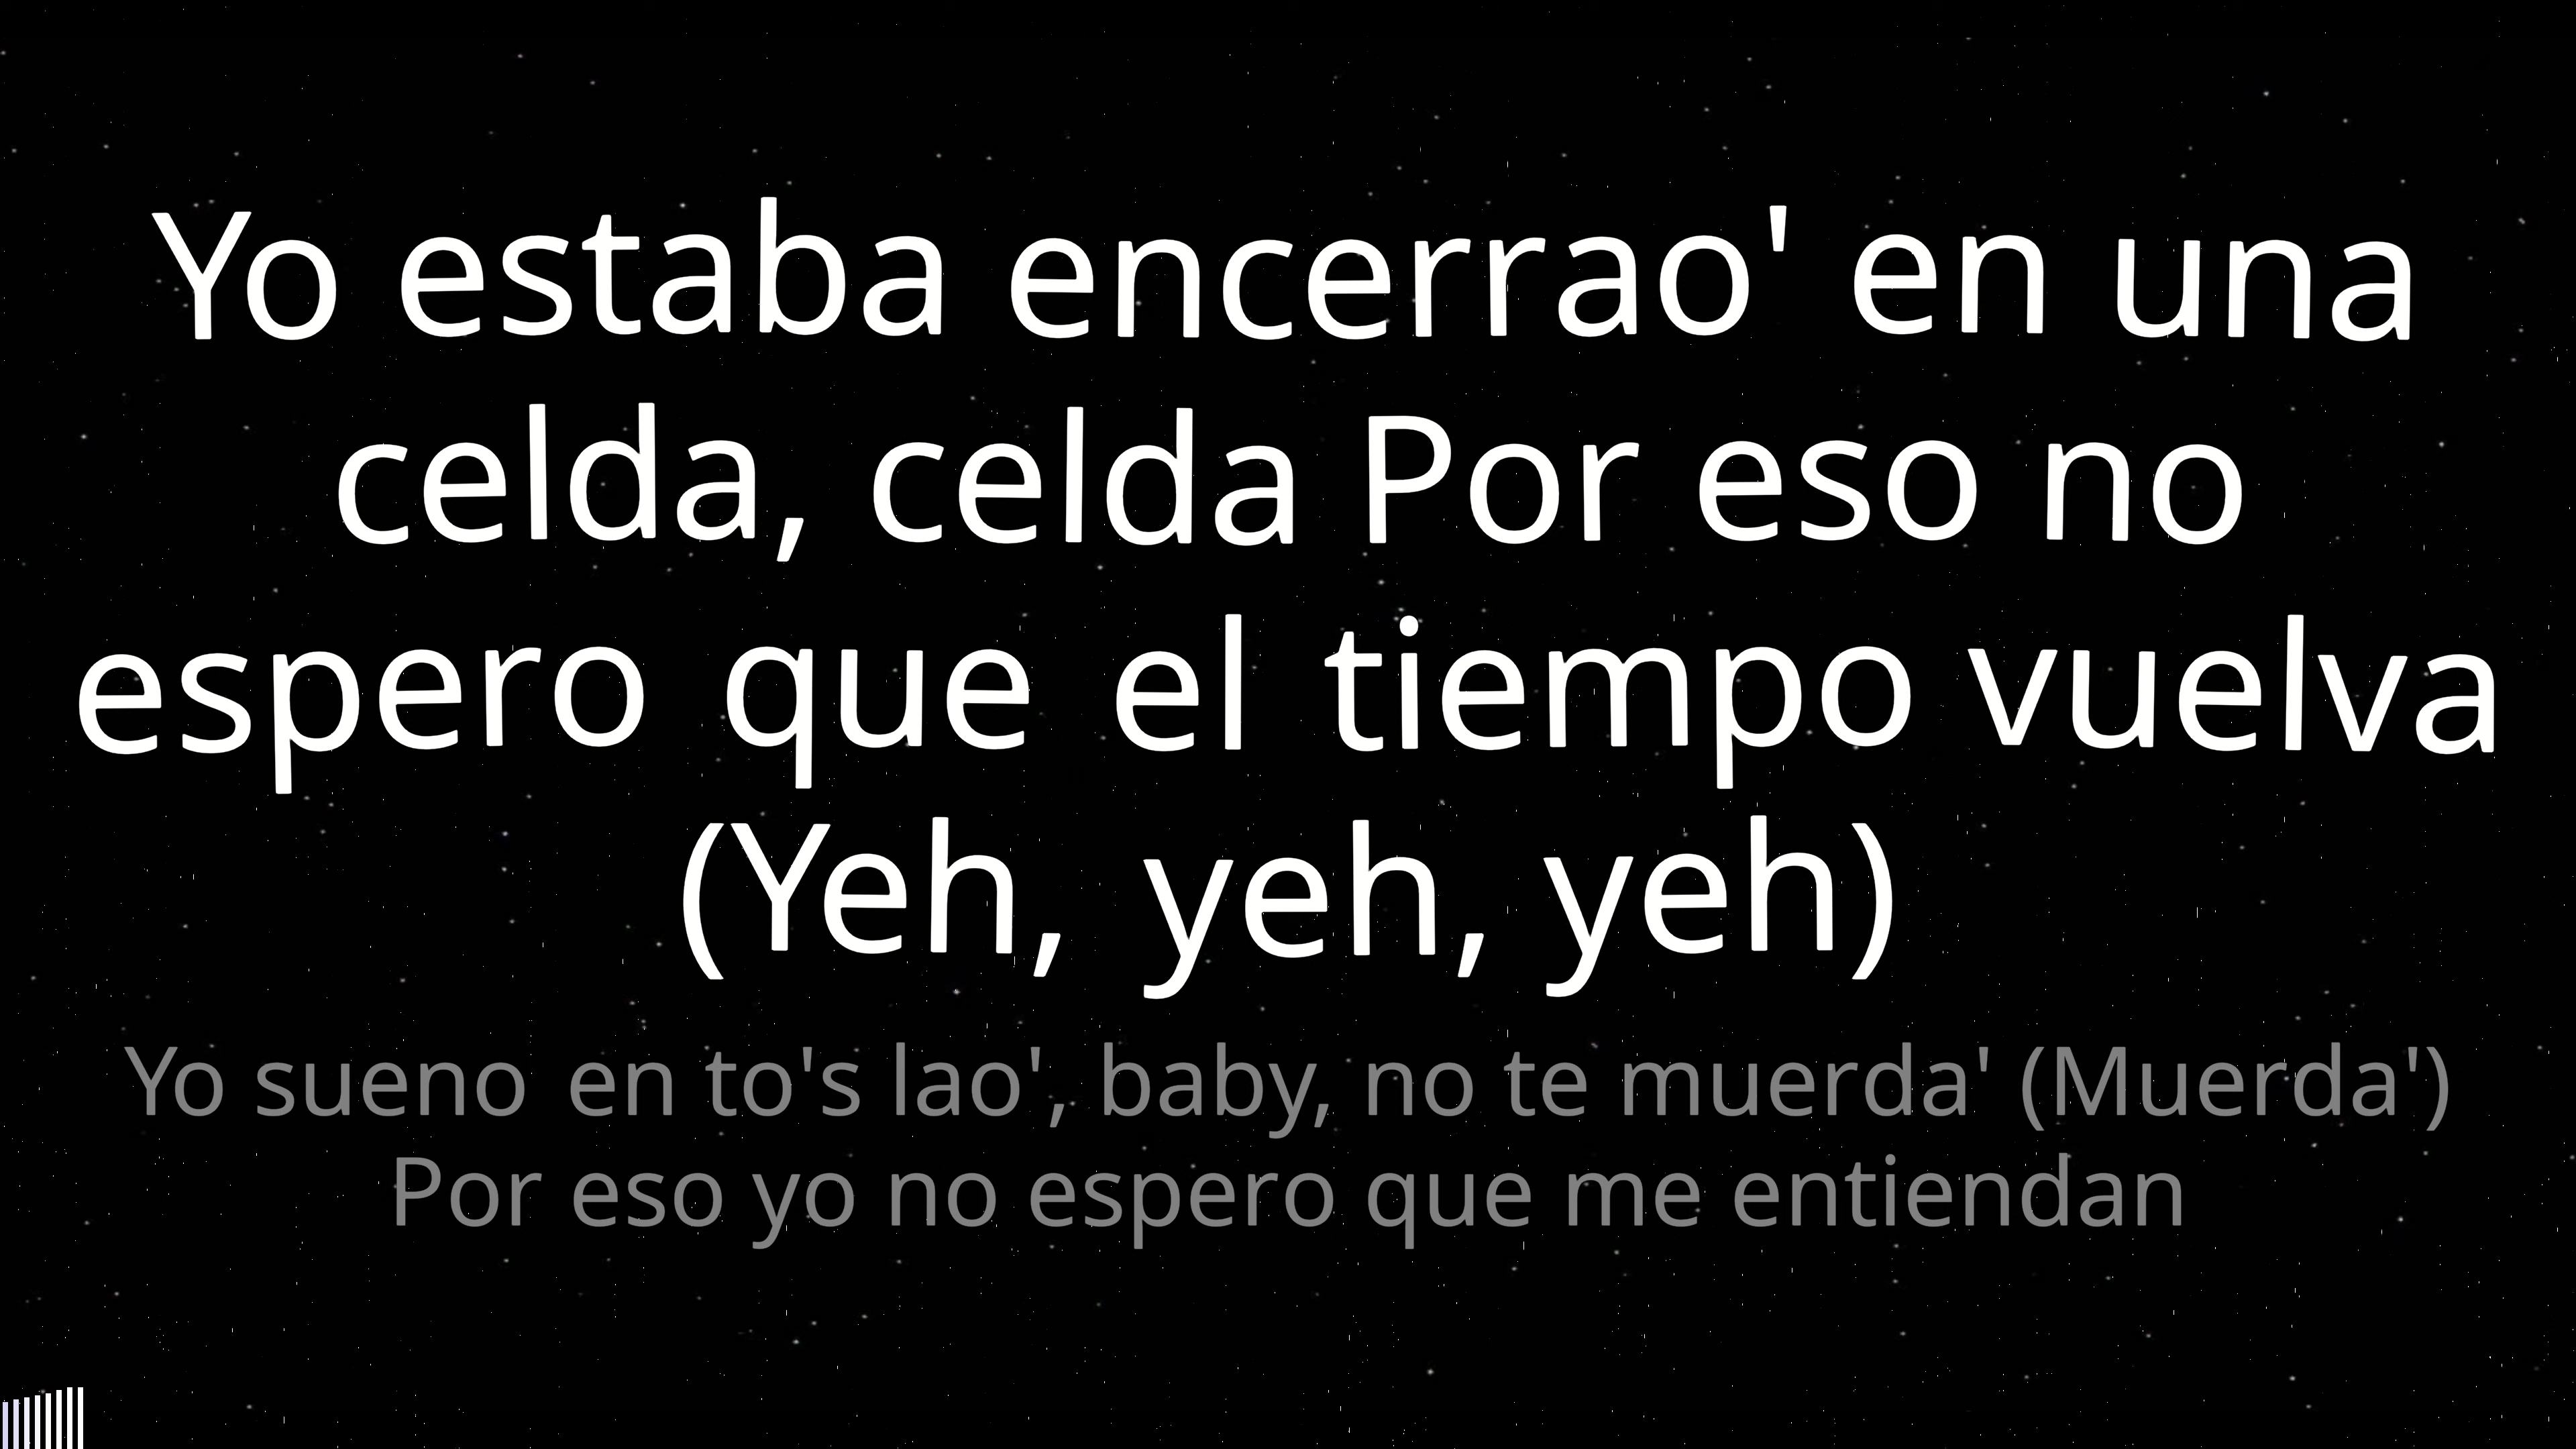 Yo estaba encerrao' en una
celda, celda Por eso no
espero que el tiempo vuelva
(Yeh, yeh, yeh)
Yo sueno en to's lao', baby, no te muerda' (Muerda')
Por eso yo no espero que me entiendan